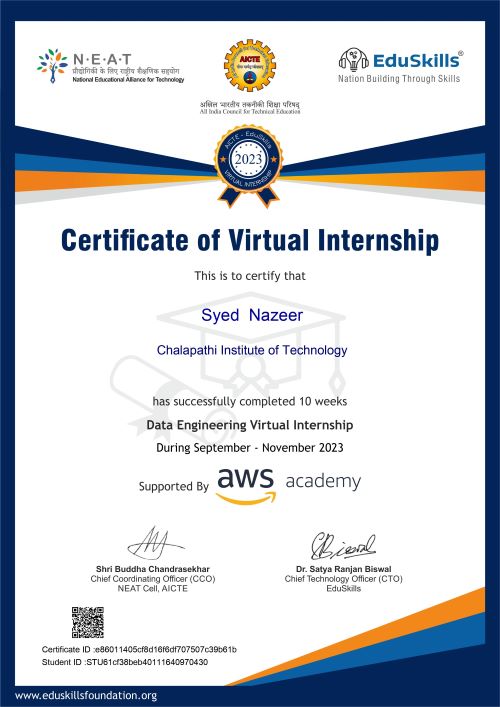 N·E·A·T
प्रौद्योगिकी के लिए राष्ट्रीय शैक्षणिक सहयोग
National Educational Alliance for Technology
AICTE
अखिल भारतीय तकनीकी शिक्षा परिषद्
All India Council for Technical Education
EduSkills®
Nation Building Through Skills
AICTE - EduSkills
2023
VIRTUAL INTERNSHIP
Certificate of Virtual Internship
This is to certify that
Syed Nazeer
Chalapathi Institute of Technology
has successfully completed 10 weeks
Data Engineering Virtual Internship
During September - November 2023
Supported By aws academy
Shri Buddha Chandrasekhar
Chief Coordinating Officer (CCO)
NEAT Cell, AICTE
Dr. Satya Ranjan Biswal
Chief Technology Officer (CTO)
EduSkills
Certificate ID :e86011405cf8d16f6df707507c39b61b
Student ID :STU61cf38beb40111640970430
www.eduskillsfoundation.org